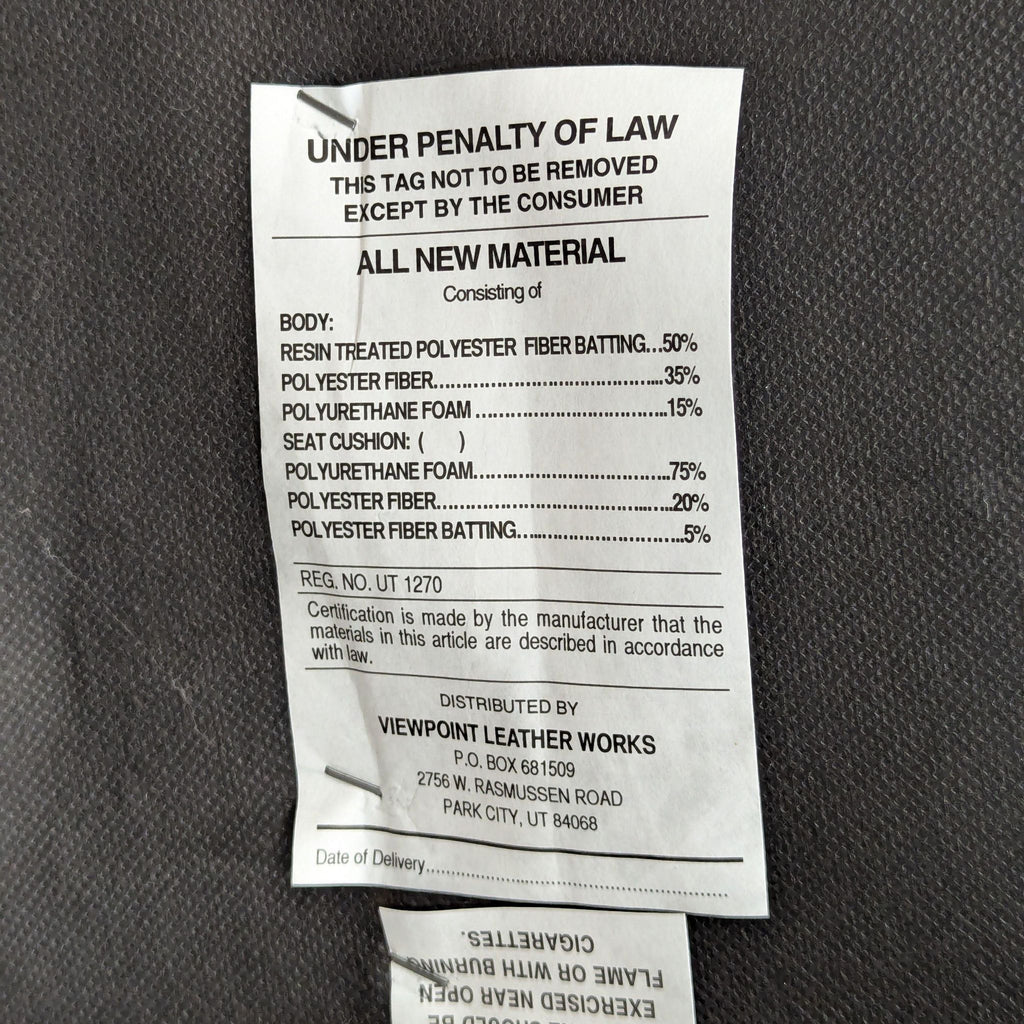 UNDER PENALTY OF LAW
THIS TAG NOT TO BE REMOVED
EXCEPT BY THE CONSUMER
ALL NEW MATERIAL
Consisting of
BODY:
RESIN TREATED POLYESTER FIBER BATTING...50%
POLYESTER FIBER.......................................35%
POLYURETHANE FOAM .................................15%
SEAT CUSHION: (      )
POLYURETHANE FOAM..................................75%
POLYESTER FIBER.......................................20%
POLYESTER FIBER BATTING............................5%
REG. NO. UT 1270
Certification is made by the manufacturer that the
materials in this article are described in accordance
with law.
DISTRIBUTED BY
VIEWPOINT LEATHER WORKS
P.O. BOX 681509
2756 W. RASMUSSEN ROAD
PARK CITY, UT 84068
Date of Delivery......................................................
EXERCISED NEAR OPEN
FLAME OR WITH BURNING
CIGARETTES.